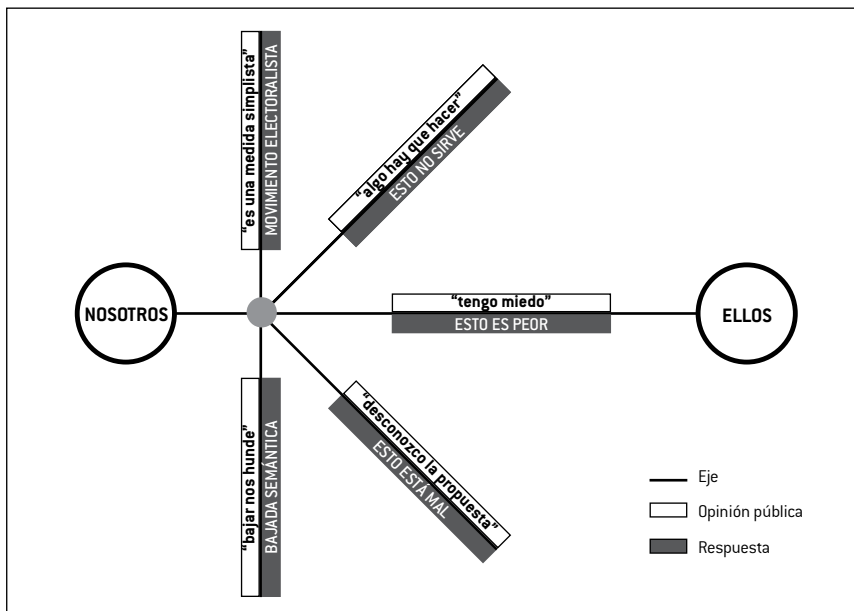 “es una medida simplista”
MOVIMIENTO ELECTORALISTA
“algo hay que hacer”
ESTO NO SIRVE
NOSOTROS
“tengo miedo”
ESTO ES PEOR
ELLOS
“bajar nos hunde”
BAJADA SEMÁNTICA
“desconozco la propuesta”
ESTO ESTÁ MAL
Eje
Opinión pública
Respuesta